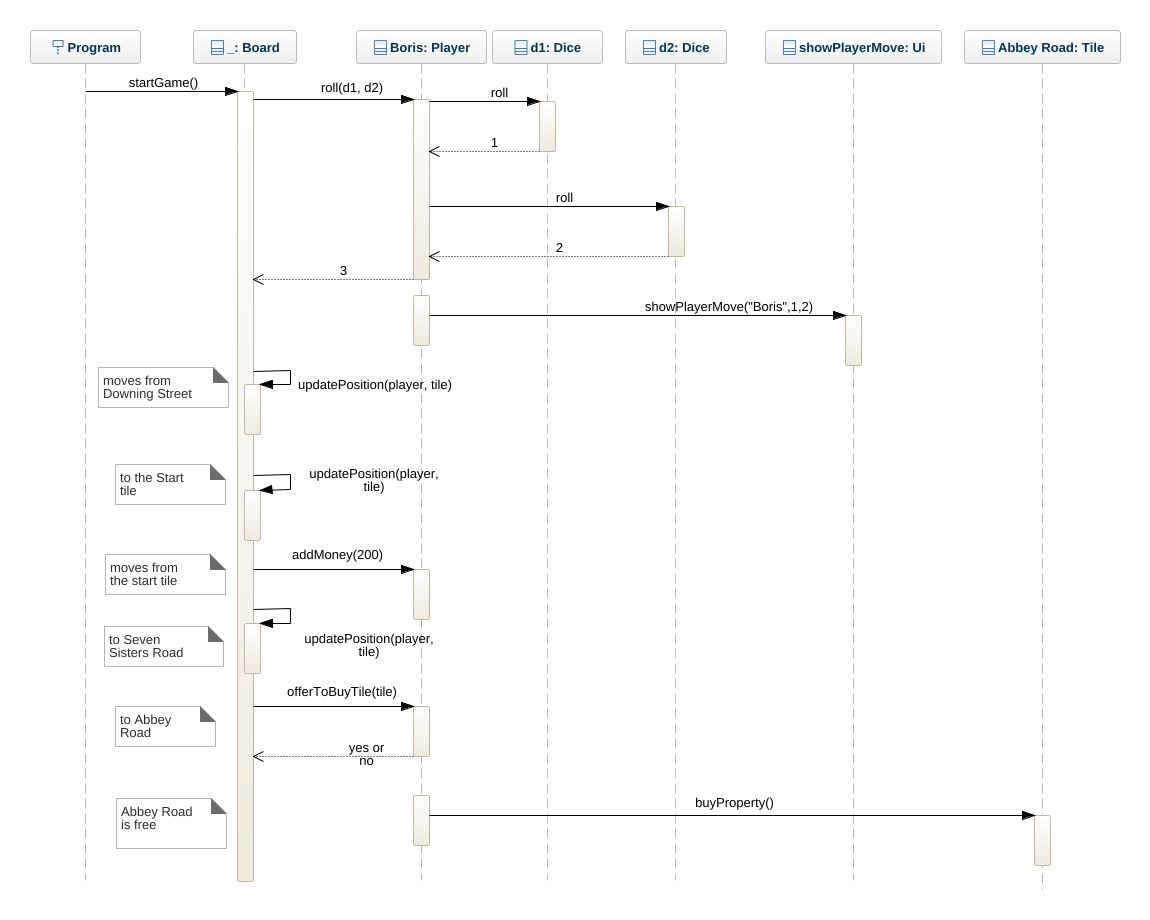 Program
_: Board
Boris: Player
d1: Dice
d2: Dice
showPlayerMove: Ui
Abbey Road: Tile
startGame()
roll(d1, d2)
roll
1
roll
2
3
showPlayerMove("Boris",1,2)
moves from
Downing Street
updatePosition(player, tile)
to the Start
tile
updatePosition(player,
tile)
addMoney(200)
moves from
the start tile
to Seven
Sisters Road
updatePosition(player,
tile)
offerToBuyTile(tile)
to Abbey
Road
yes or
no
Abbey Road
is free
buyProperty()